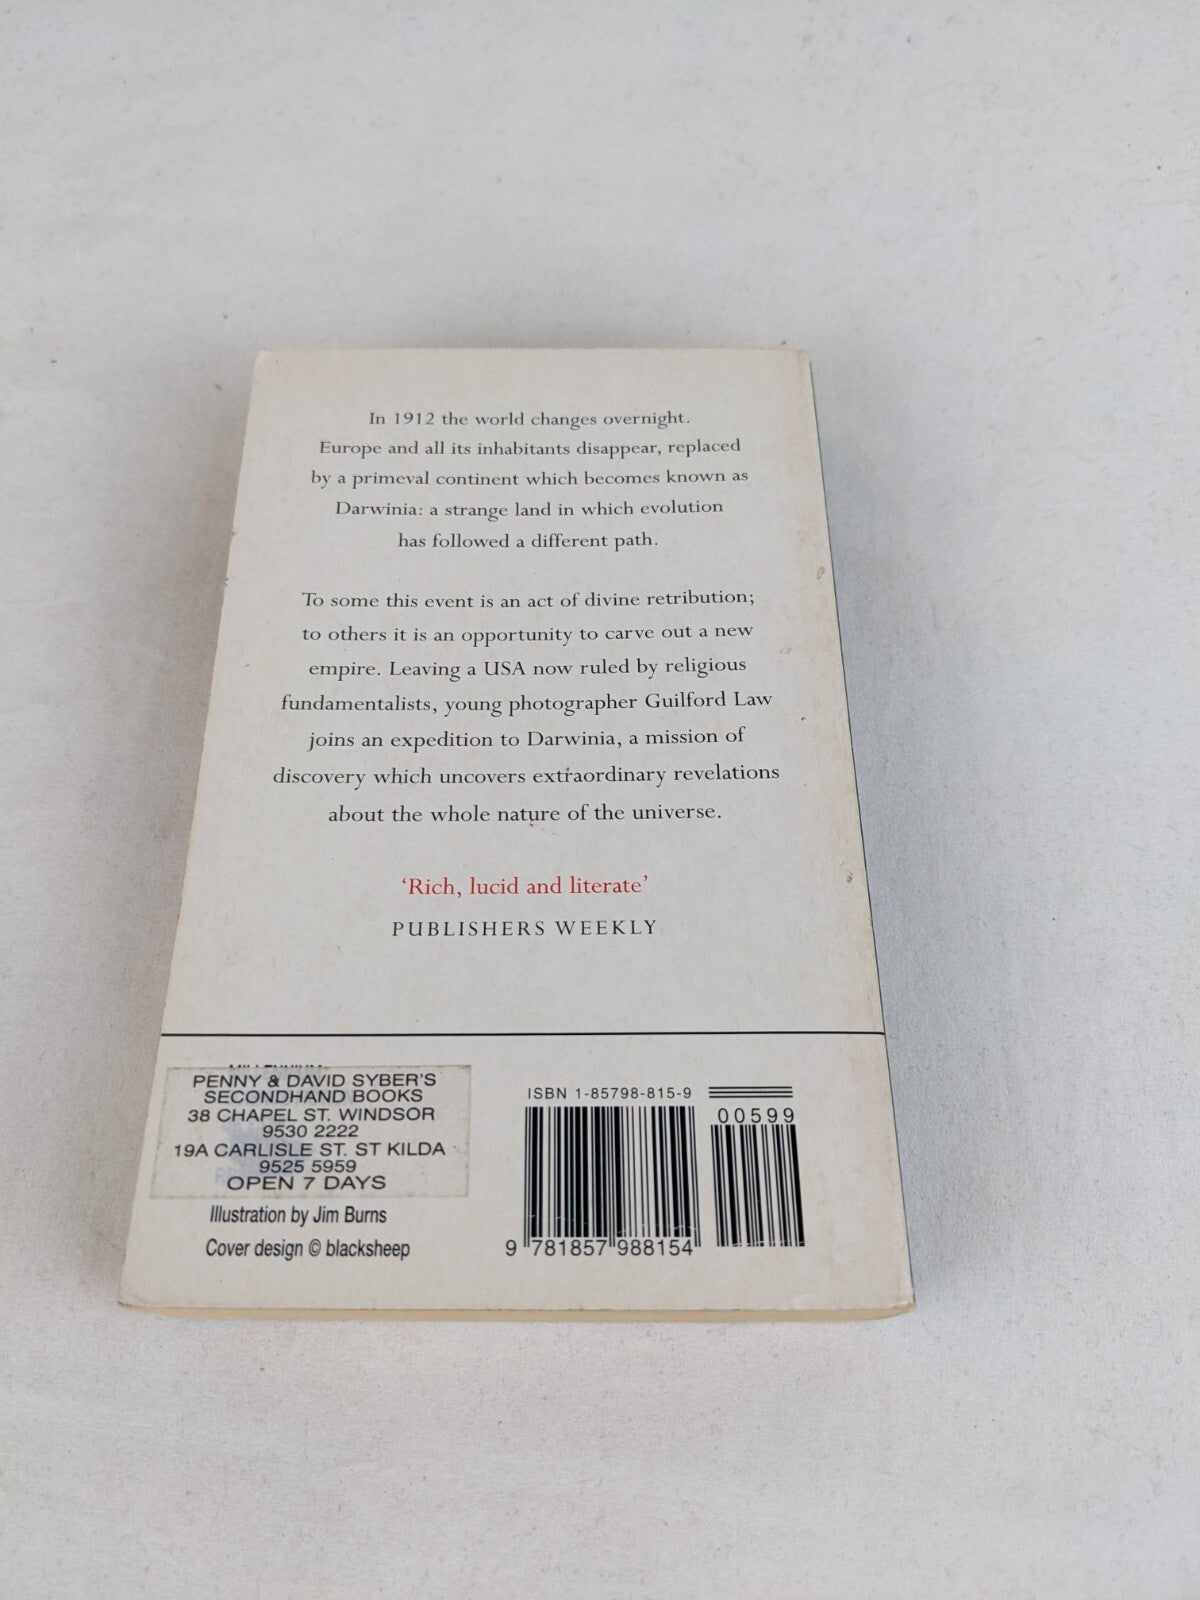 In 1912 the world changes overnight.
Europe and all its inhabitants disappear, replaced
by a primeval continent which becomes known as
Darwinia: a strange land in which evolution
has followed a different path.
To some this event is an act of divine retribution;
to others it is an opportunity to carve out a new
empire. Leaving a USA now ruled by religious
fundamentalists, young photographer Guilford Law
joins an expedition to Darwinia, a mission of
discovery which uncovers extraordinary revelations
about the whole nature of the universe.
‘Rich, lucid and literate’
PUBLISHERS WEEKLY
PENNY & DAVID SYBER'S
SECONDHAND BOOKS
38 CHAPEL ST. WINDSOR
9530 2222
19A CARLISLE ST. ST KILDA
9525 5959
OPEN 7 DAYS
Illustration by Jim Burns
Cover design © blacksheep
ISBN 1-85798-815-9
00599
9 781857 988154